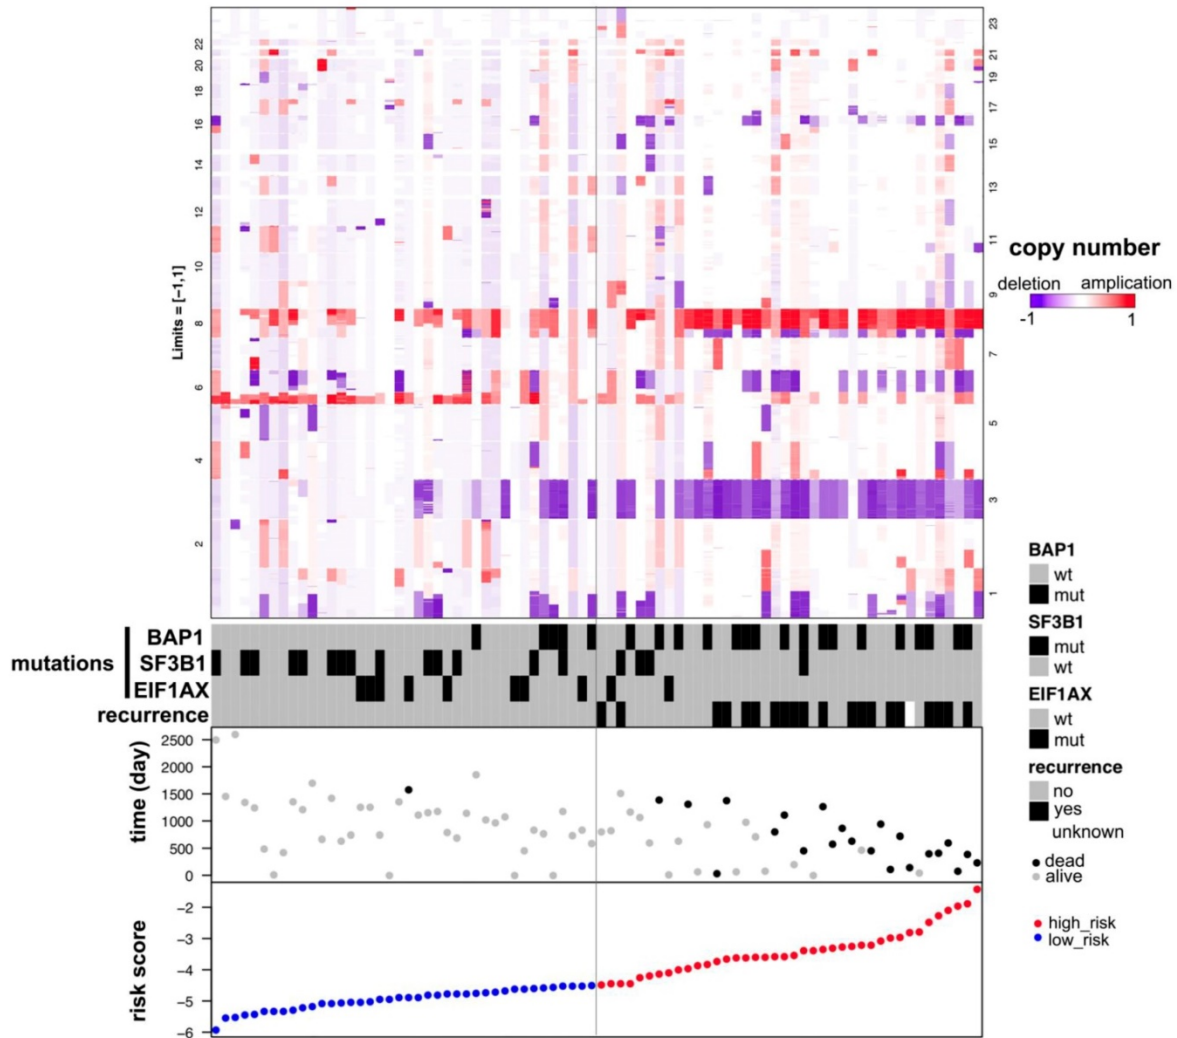 Limits = [−1,1]
22
20
18
16
14
12
10
8
6
4
2
23
21
19
17
15
13
11
9
7
5
3
1
copy number
deletion amplication
-1 1
mutations
BAP1
SF3B1
EIF1AX
recurrence
BAP1
wt
mut
SF3B1
mut
wt
EIF1AX
wt
mut
recurrence
no
yes
unknown
dead
alive
high_risk
low_risk
time (day)
2500
2000
1500
1000
500
0
risk score
−2
−3
−4
−5
−6